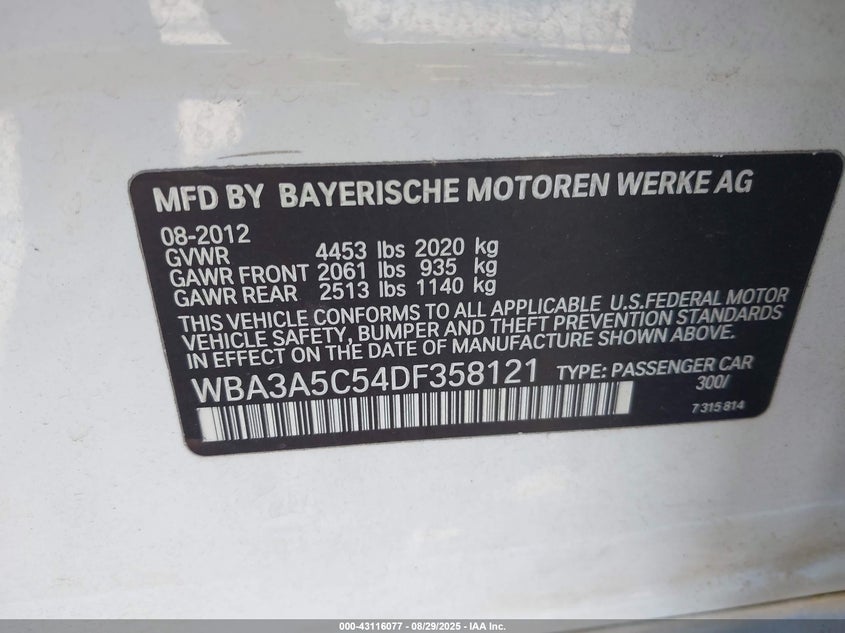 MFD BY BAYERISCHE MOTOREN WERKE AG
08-2012
GVWR 4453 lbs 2020 kg
GAWR FRONT 2061 lbs 935 kg
GAWR REAR 2513 lbs 1140 kg
THIS VEHICLE CONFORMS TO ALL APPLICABLE U.S.FEDERAL MOTOR
VEHICLE SAFETY, BUMPER AND THEFT PREVENTION STANDARDS
IN EFFECT ON THE DATE OF MANUFACTURE SHOWN ABOVE.
WBA3A5C54DF358121 TYPE: PASSENGER CAR
300/
7 315 814
000-43116077 - 08/29/2025 - IAA Inc.